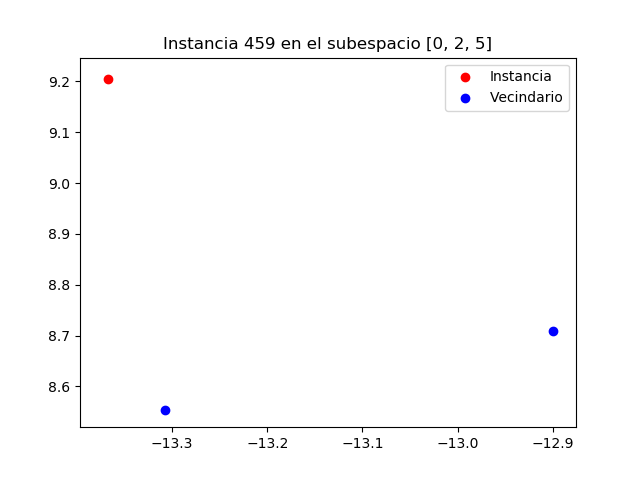 Instancia 459 en el subespacio [0, 2, 5]
Instancia
Vecindario
9.2
9.1
9.0
8.9
8.8
8.7
8.6
−13.3 −13.2 −13.1 −13.0 −12.9